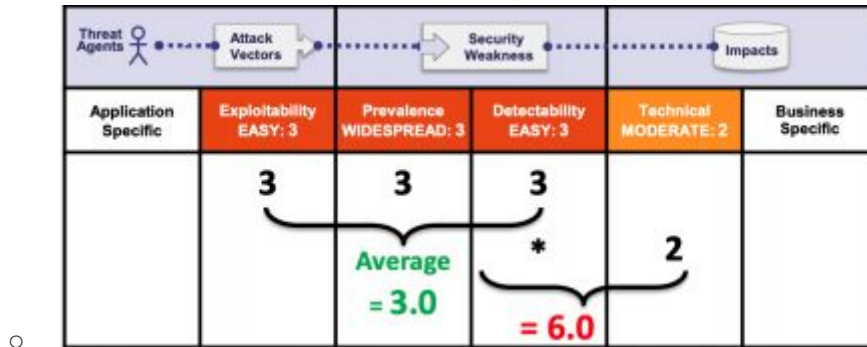 Threat
Agents
Attack
Vectors
Security
Weakness
Impacts
Application
Specific
Exploitability
EASY: 3
Prevalence
WIDESPREAD: 3
Detectability
EASY: 3
Technical
MODERATE: 2
Business
Specific
3 3 3
Average
= 3.0
* 2
= 6.0